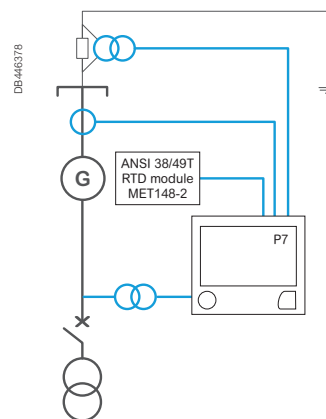 DB446378
ANSI 38/49T
RTD module
MET148-2
G
P7